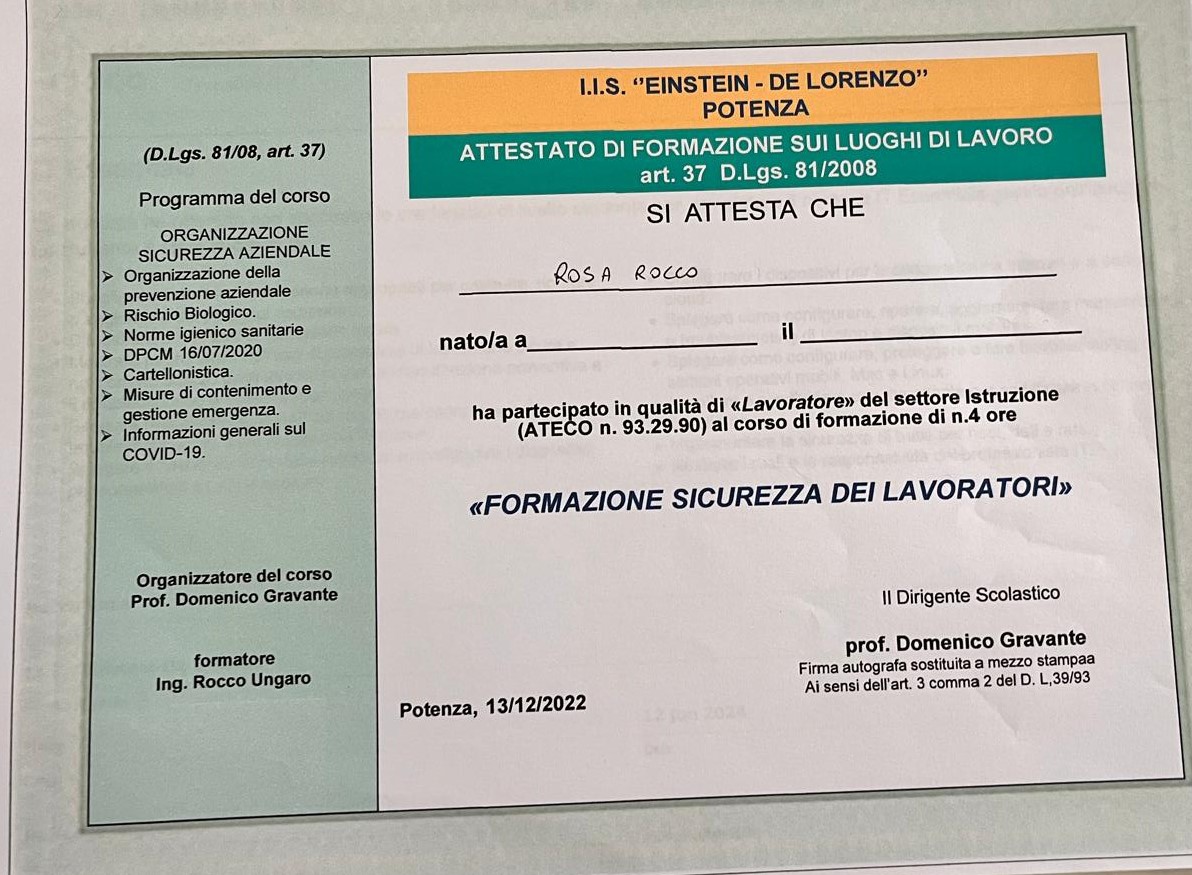 (D.Lgs. 81/08, art. 37)
Programma del corso
ORGANIZZAZIONE
SICUREZZA AZIENDALE
➢ Organizzazione della
prevenzione aziendale
➢ Rischio Biologico.
➢ Norme igienico sanitarie
➢ DPCM 16/07/2020
➢ Cartellonistica.
➢ Misure di contenimento e
gestione emergenza.
➢ Informazioni generali sul
COVID-19.
Organizzatore del corso
Prof. Domenico Gravante
formatore
Ing. Rocco Ungaro
I.I.S. ‘’EINSTEIN - DE LORENZO’’
POTENZA
ATTESTATO DI FORMAZIONE SUI LUOGHI DI LAVORO
art. 37 D.Lgs. 81/2008
SI ATTESTA CHE
ROSA ROCCO
nato/a a____________________ il ____________________
ha partecipato in qualità di «Lavoratore» del settore Istruzione
(ATECO n. 93.29.90) al corso di formazione di n.4 ore
«FORMAZIONE SICUREZZA DEI LAVORATORI»
Il Dirigente Scolastico
prof. Domenico Gravante
Firma autografa sostituita a mezzo stampaa
Ai sensi dell'art. 3 comma 2 del D. L,39/93
Potenza, 13/12/2022